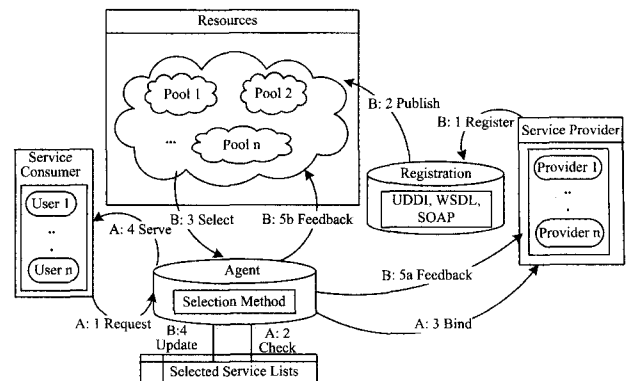 Resources
Pool 1
Pool 2
...
Pool n
B: 2 Publish
B: 1 Register
Service Provider
Provider 1
..
.
Provider n
Registration
UDDI, WSDL,
SOAP
Service
Consumer
User 1
..
.
User n
A: 4 Serve
B: 3 Select
B: 5b Feedback
Agent
Selection Method
B: 5a Feedback
A: 1 Request
A: 3 Bind
B:4
Update
A: 2
Check
Selected Service Lists